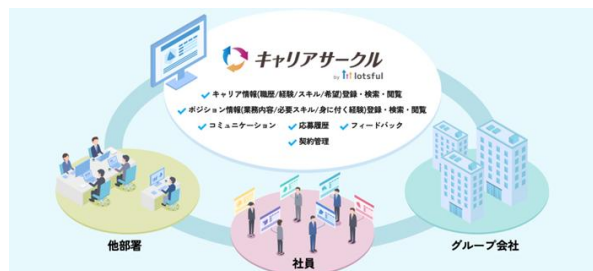 キャリアサークル
by lotsful
キャリア情報(職歴/経験/スキル/希望)登録・検索・閲覧
ポジション情報(業務内容/必要スキル/身に付く経験)登録・検索・閲覧
コミュニケーション 応募履歴 フィードバック
契約管理
他部署
社員
グループ会社